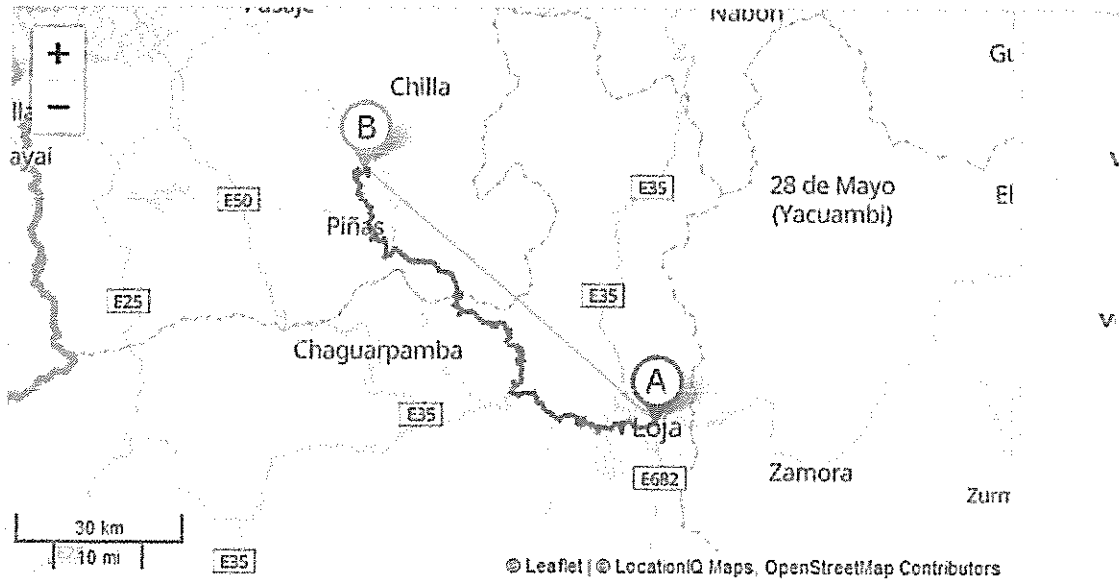 Nabón
+
Chilla
−
B
E35
28 de Mayo
(Yacuambi)
E50
Piñas
E25
E35
Chaguarpamba
A
E35
Loja
E682
Zamora
30 km
10 mi
E35
© Leaflet | © LocationIQ Maps, OpenStreetMap Contributors